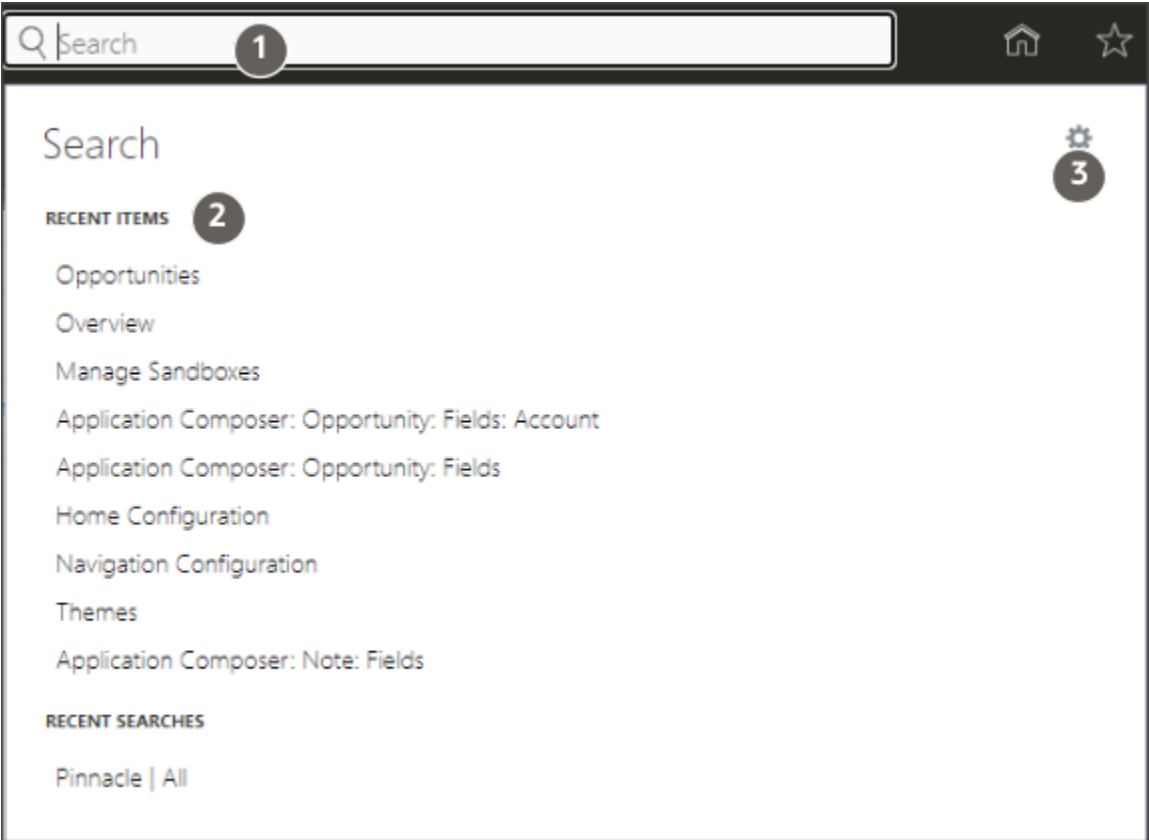 Search 1
Search
3
RECENT ITEMS 2
Opportunities
Overview
Manage Sandboxes
Application Composer: Opportunity: Fields: Account
Application Composer: Opportunity: Fields
Home Configuration
Navigation Configuration
Themes
Application Composer: Note: Fields
RECENT SEARCHES
Pinnacle | All